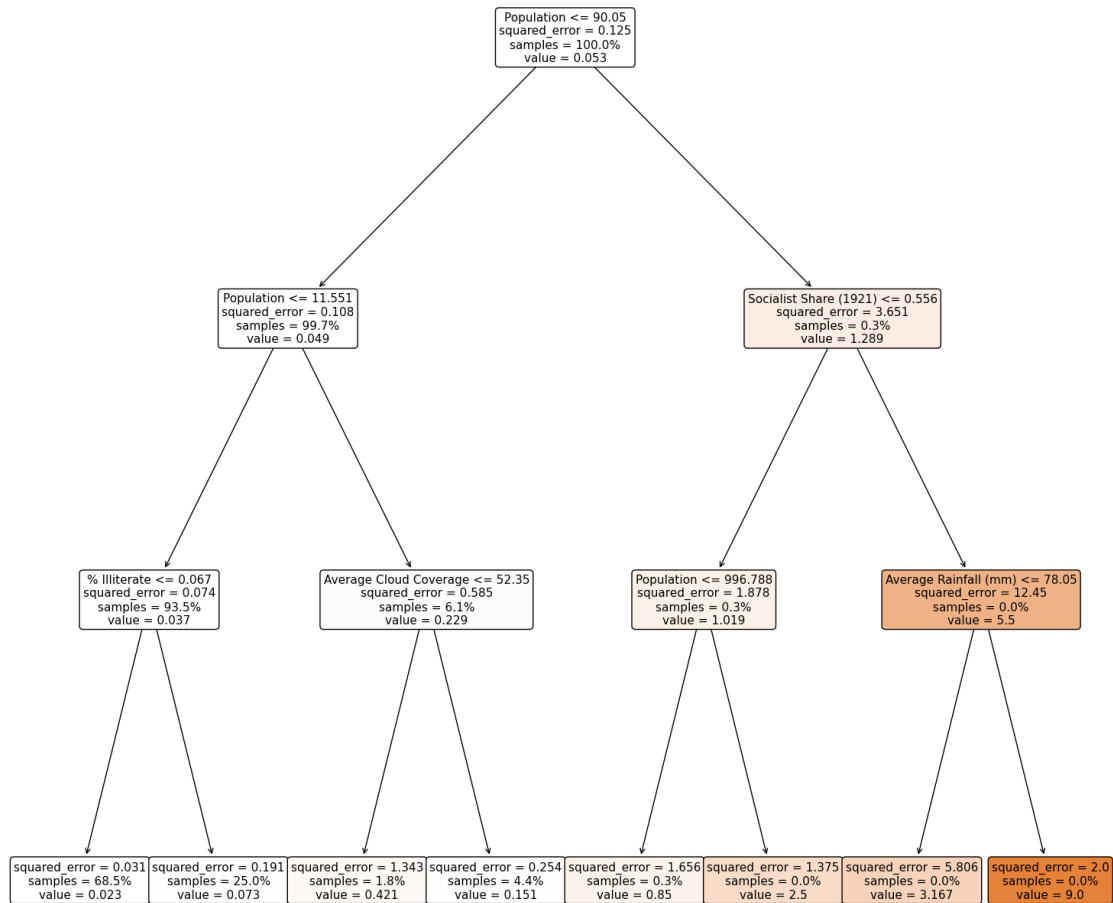 Population <= 90.05
squared_error = 0.125
samples = 100.0%
value = 0.053
Population <= 11.551
squared_error = 0.108
samples = 99.7%
value = 0.049
Socialist Share (1921) <= 0.556
squared_error = 3.651
samples = 0.3%
value = 1.289
% Illiterate <= 0.067
squared_error = 0.074
samples = 93.5%
value = 0.037
Average Cloud Coverage <= 52.35
squared_error = 0.585
samples = 6.1%
value = 0.229
Population <= 996.788
squared_error = 1.878
samples = 0.3%
value = 1.019
Average Rainfall (mm) <= 78.05
squared_error = 12.45
samples = 0.0%
value = 5.5
squared_error = 0.031
samples = 68.5%
value = 0.023
squared_error = 0.191
samples = 25.0%
value = 0.073
squared_error = 1.343
samples = 1.8%
value = 0.421
squared_error = 0.254
samples = 4.4%
value = 0.151
squared_error = 1.656
samples = 0.3%
value = 0.85
squared_error = 1.375
samples = 0.0%
value = 2.5
squared_error = 5.806
samples = 0.0%
value = 3.167
squared_error = 2.0
samples = 0.0%
value = 9.0